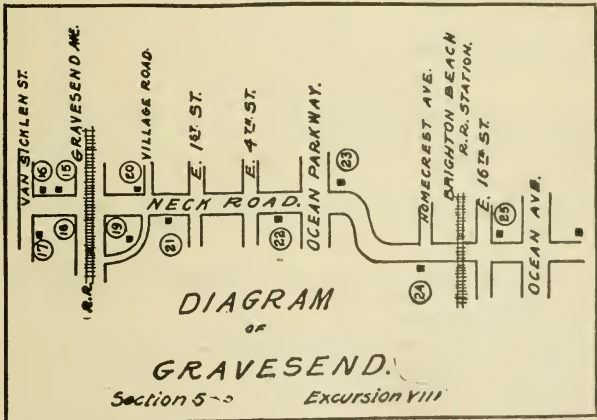 VAN SICKLEN ST.
GRAVESEND AVE.
VILLAGE ROAD.
E. 1ST. ST.
E. 4TH. ST.
OCEAN PARKWAY.
HOMECREST AVE.
BRIGHTON BEACH
R.R. STATION.
E. 16TH ST.
OCEAN AVE.
16
15
20
23
NECK ROAD.
25
17
18
19
21
22
24
R.R.
DIAGRAM
OF
GRAVESEND.
Section 5
Excursion VIII